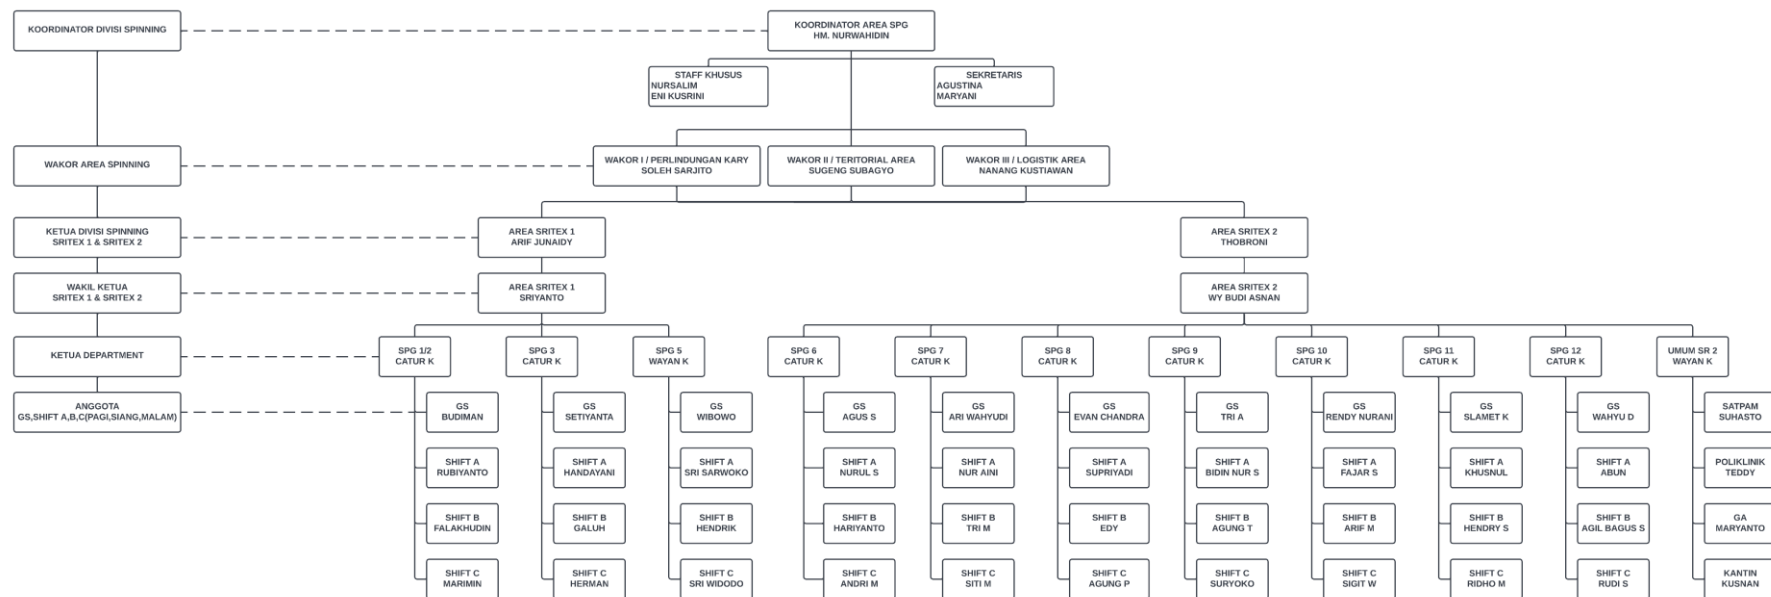 KOORDINATOR DIVISI SPINNING
KOORDINATOR AREA SPG
HM. NURWAHIDIN
STAFF KHUSUS
NURSALIM
ENI KUSRINI
SEKRETARIS
AGUSTINA
MARYANI
WAKOR AREA SPINNING
WAKOR I / PERLINDUNGAN KARY
SOLEH SARJITO
WAKOR II / TERITORIAL AREA
SUGENG SUBAGYO
WAKOR III / LOGISTIK AREA
NANANG KUSTIAWAN
KETUA DIVISI SPINNING
SRITEX 1 & SRITEX 2
AREA SRITEX 1
ARIF JUNAIDY
AREA SRITEX 2
THOBRONI
WAKIL KETUA
SRITEX 1 & SRITEX 2
AREA SRITEX 1
SRIYANTO
AREA SRITEX 2
WY BUDI ASNAN
KETUA DEPARTMENT
SPG 1/2
CATUR K
SPG 3
CATUR K
SPG 5
WAYAN K
SPG 6
CATUR K
SPG 7
CATUR K
SPG 8
CATUR K
SPG 9
CATUR K
SPG 10
CATUR K
SPG 11
CATUR K
SPG 12
CATUR K
UMUM SR 2
WAYAN K
ANGGOTA
GS,SHIFT A,B,C(PAGI,SIANG,MALAM)
GS
BUDIMAN
GS
SETIYANTA
GS
WIBOWO
GS
AGUS S
GS
ARI WAHYUDI
GS
EVAN CHANDRA
GS
TRI A
GS
RENDY NURANI
GS
SLAMET K
GS
WAHYU D
SATPAM
SUHASTO
SHIFT A
RUBIYANTO
SHIFT A
HANDAYANI
SHIFT A
SRI SARWOKO
SHIFT A
NURUL S
SHIFT A
NUR AINI
SHIFT A
SUPRIYADI
SHIFT A
BIDIN NUR S
SHIFT A
FAJAR S
SHIFT A
KHUSNUL
SHIFT A
ABUN
POLIKLINIK
TEDDY
SHIFT B
FALAKHUDIN
SHIFT B
GALUH
SHIFT B
HENDRIK
SHIFT B
HARIYANTO
SHIFT B
TRI M
SHIFT B
EDY
SHIFT B
AGUNG T
SHIFT B
ARIF M
SHIFT B
HENDRY S
SHIFT B
AGIL BAGUS S
GA
MARYANTO
SHIFT C
MARIMIN
SHIFT C
HERMAN
SHIFT C
SRI WIDODO
SHIFT C
ANDRI M
SHIFT C
SITI M
SHIFT C
AGUNG P
SHIFT C
SURYOKO
SHIFT C
SIGIT W
SHIFT C
RIDHO M
SHIFT C
RUDI S
KANTIN
KUSNAN